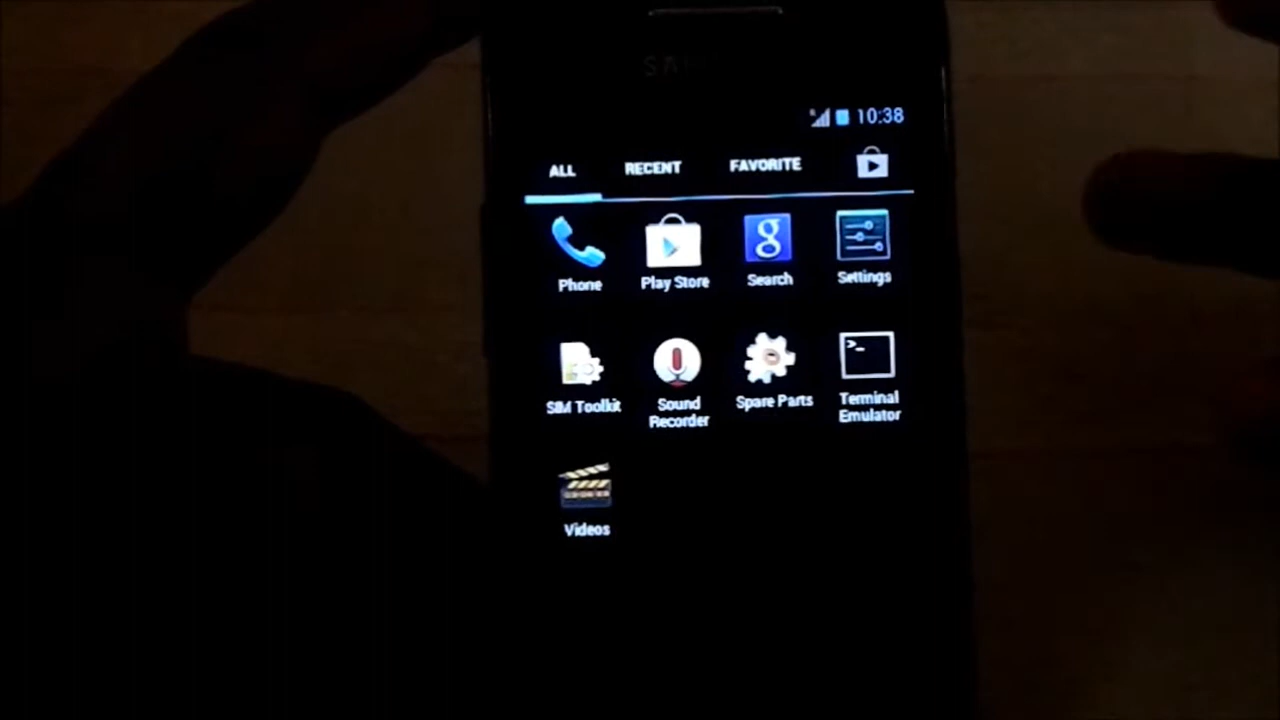 SAMSUNG
10:38
ALL RECENT FAVORITE
Phone Play Store Search Settings
SIM Toolkit Sound Recorder Spare Parts Terminal Emulator
Videos